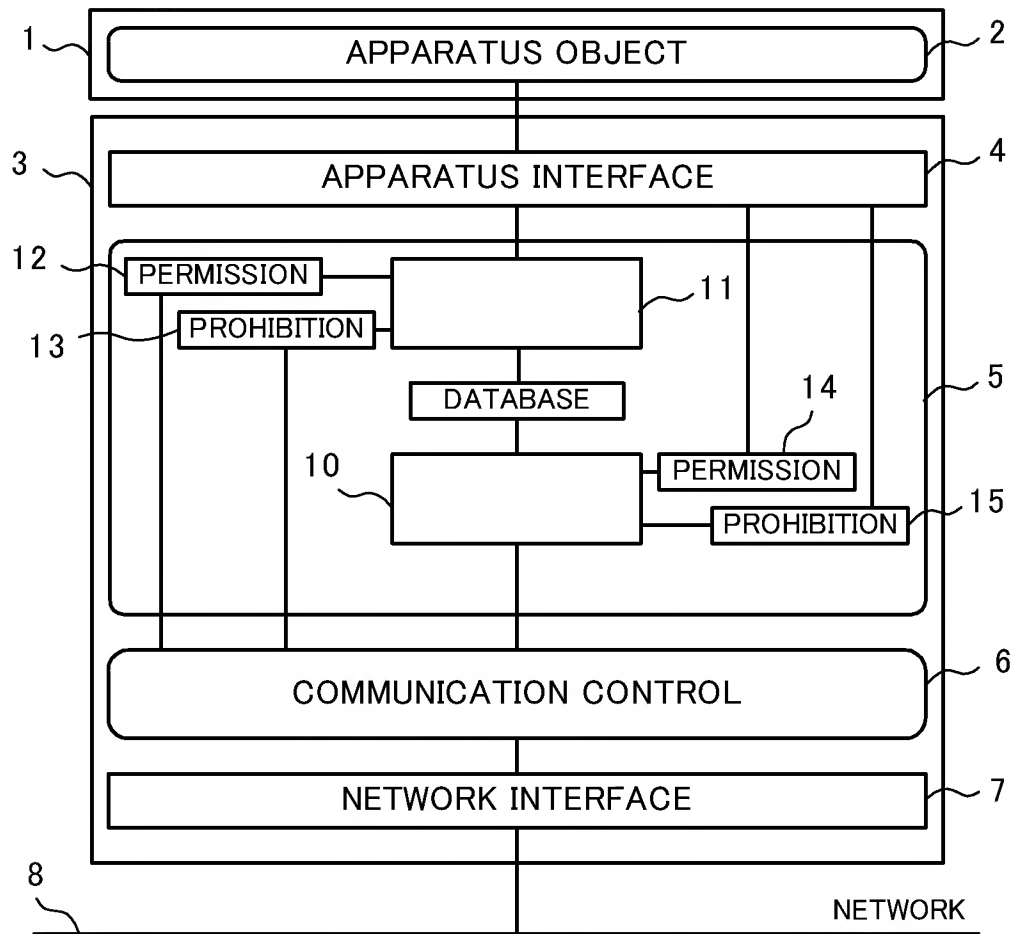 1
APPARATUS OBJECT
2
3
APPARATUS INTERFACE
4
12
PERMISSION
11
13
PROHIBITION
DATABASE
5
14
10
PERMISSION
15
PROHIBITION
6
COMMUNICATION CONTROL
NETWORK INTERFACE
7
8
NETWORK